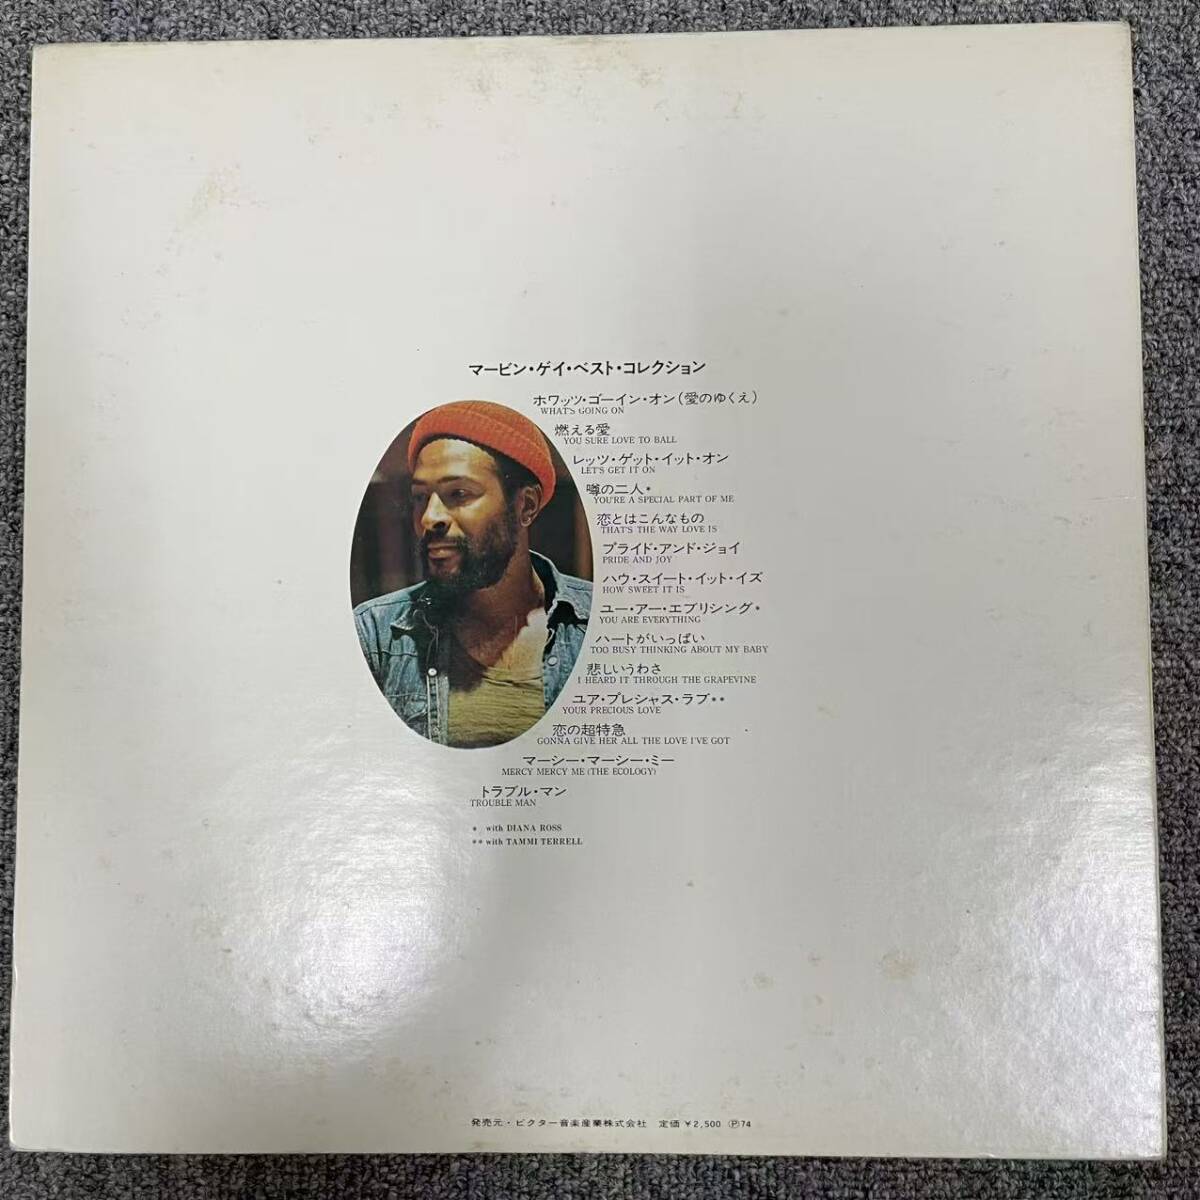 マービン・ゲイ・ベスト・コレクション
ホワッツ・ゴーイン・オン(愛のゆくえ)
WHAT'S GOING ON
燃える愛
YOU SURE LOVE TO BALL
レッツ・ゲット・イット・オン
LET'S GET IT ON
噂の二人*
YOU'RE A SPECIAL PART OF ME
恋とはこんなもの
THAT'S THE WAY LOVE IS
プライド・アンド・ジョイ
PRIDE AND JOY
ハウ・スイート・イット・イズ
HOW SWEET IT IS
ユー・アー・エブリシング*
YOU ARE EVERYTHING
ハートがいっぱい
TOO BUSY THINKING ABOUT MY BABY
悲しいうわさ
I HEARD IT THROUGH THE GRAPEVINE
ユア・プレシャス・ラブ**
YOUR PRECIOUS LOVE
恋の超特急
GONNA GIVE HER ALL THE LOVE I'VE GOT
マーシー・マーシー・ミー
MERCY MERCY ME (THE ECOLOGY)
トラブル・マン
TROUBLE MAN
* with DIANA ROSS
** with TAMMI TERRELL
発売元・ビクター音楽産業株式会社 定価 ¥2,500 Ⓟ74